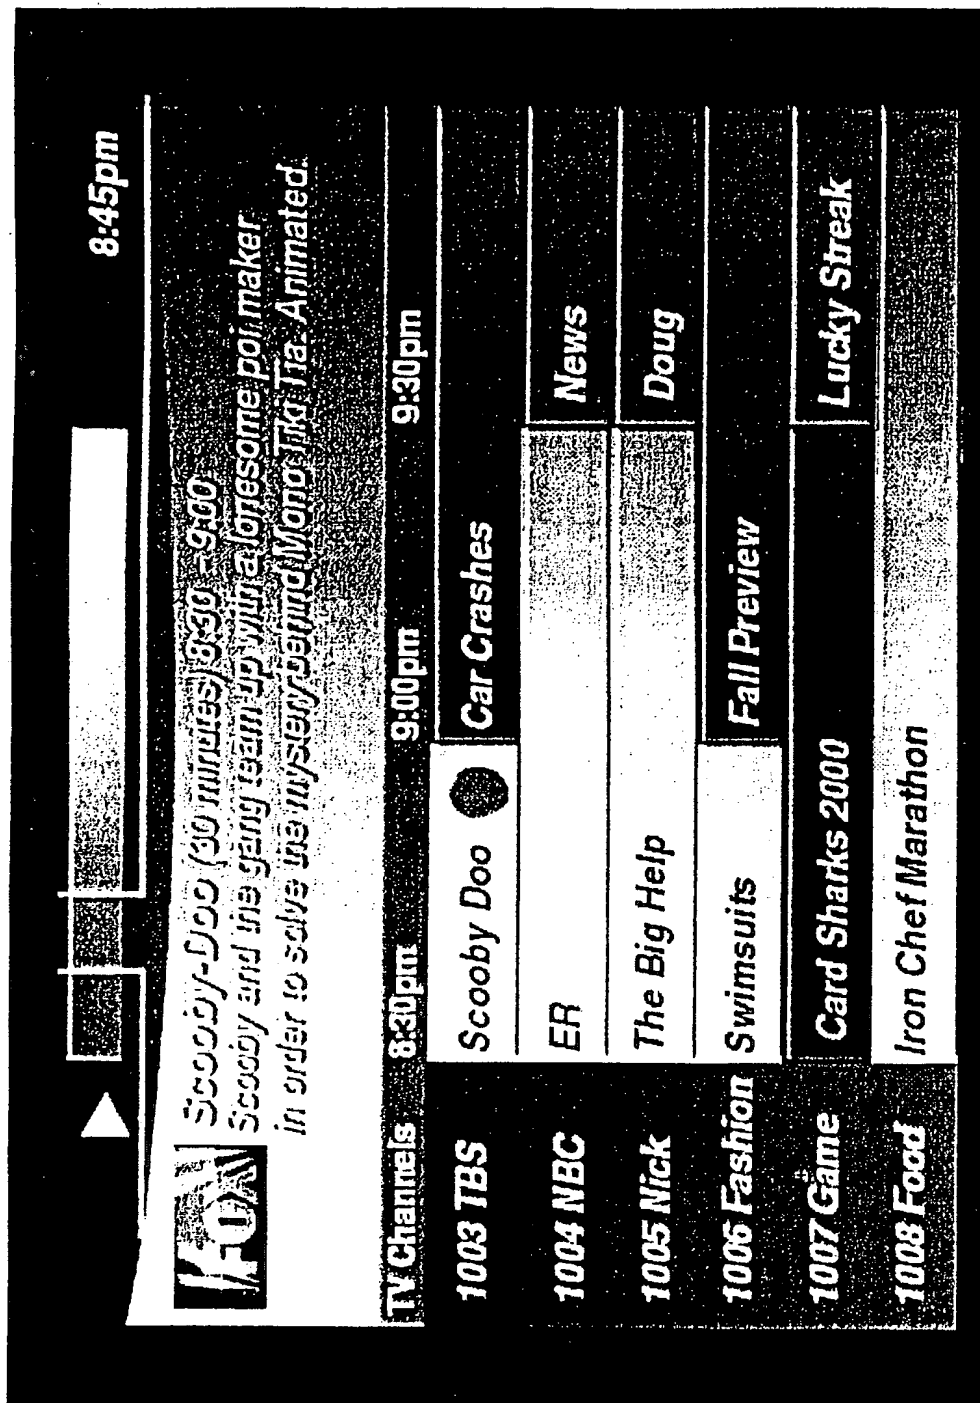 8:45pm
FOX
Scooby-Doo (30 minutes) 8:30 - 9:00
Scooby and the gang team up with a lonesome poi maker
in order to solve the mystery behind Mono Tiki Tia. Animated.
TV Channels 8:30pm 9:00pm 9:30pm
1003 TBS Scooby Doo Car Crashes
1004 NBC ER News
1005 Nick The Big Help Doug
1006 Fashion Swimsuits Fall Preview
1007 Game Card Sharks 2000 Lucky Streak
1008 Food Iron Chef Marathon